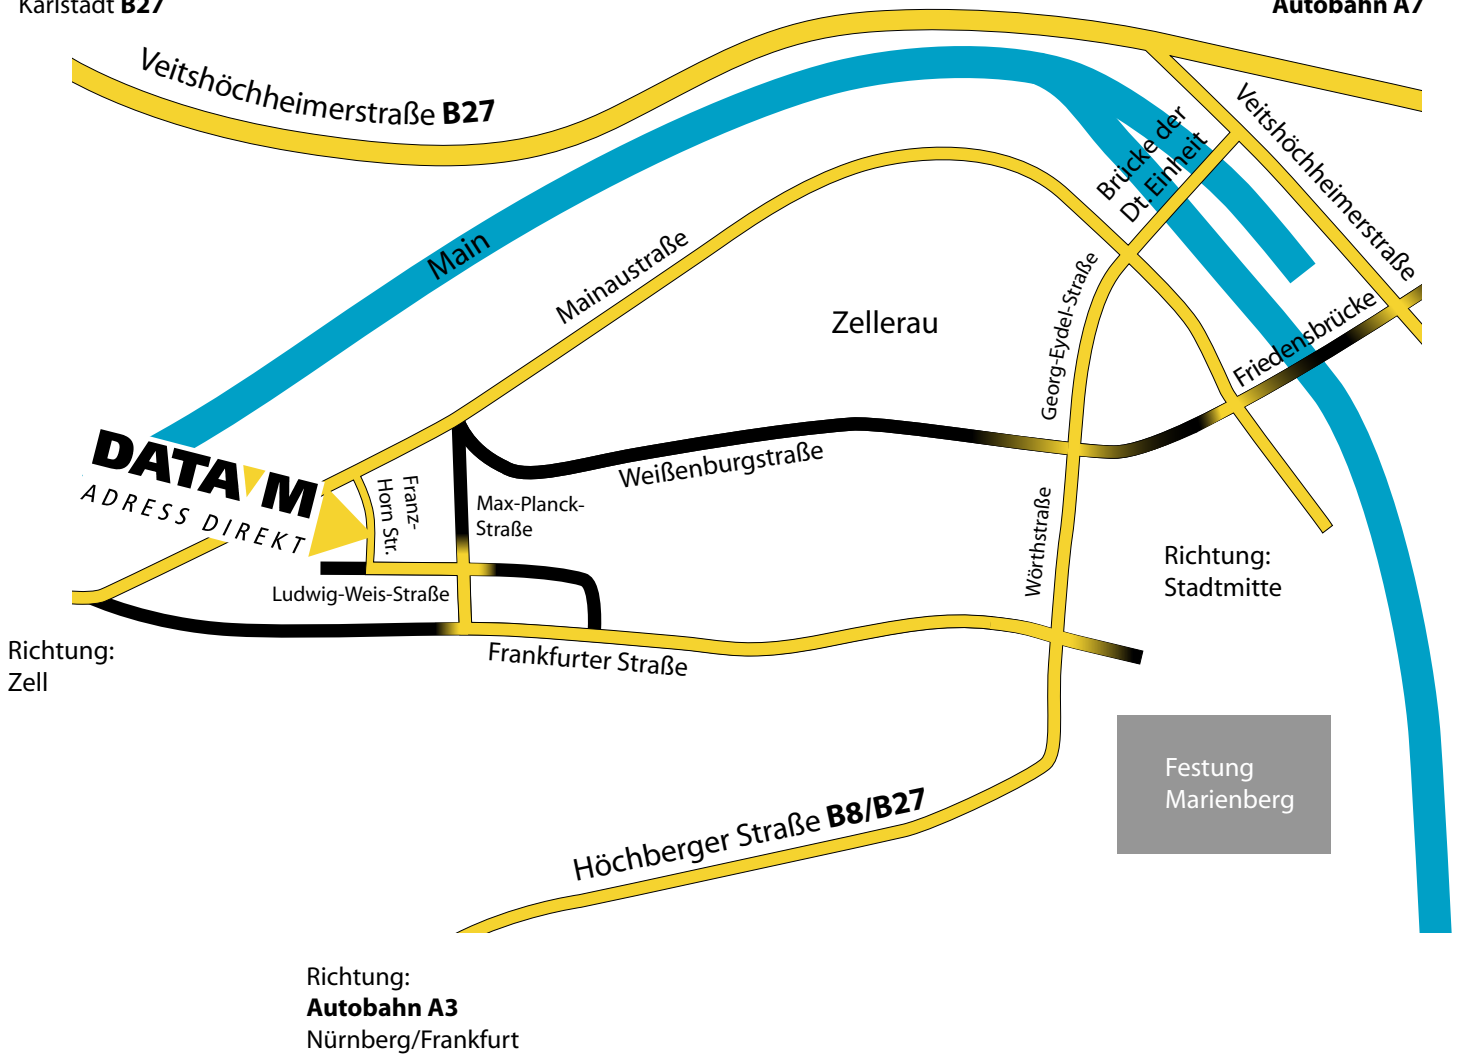 Karlstadt B27
Autobahn A7
Veitshöchheimerstraße B27
Veitshöchheimerstraße
Brücke der
Dt. Einheit
Main
Mainaustraße
Georg-Eydel-Straße
Zellerau
Friedensbrücke
DATA M
ADRESS DIREKT
Franz-
Horn Str.
Max-Planck-
Straße
Weißenburgstraße
Wörthstraße
Richtung:
Stadtmitte
Ludwig-Weis-Straße
Richtung:
Zell
Frankfurter Straße
Festung
Marienberg
Höchberger Straße B8/B27
Richtung:
Autobahn A3
Nürnberg/Frankfurt